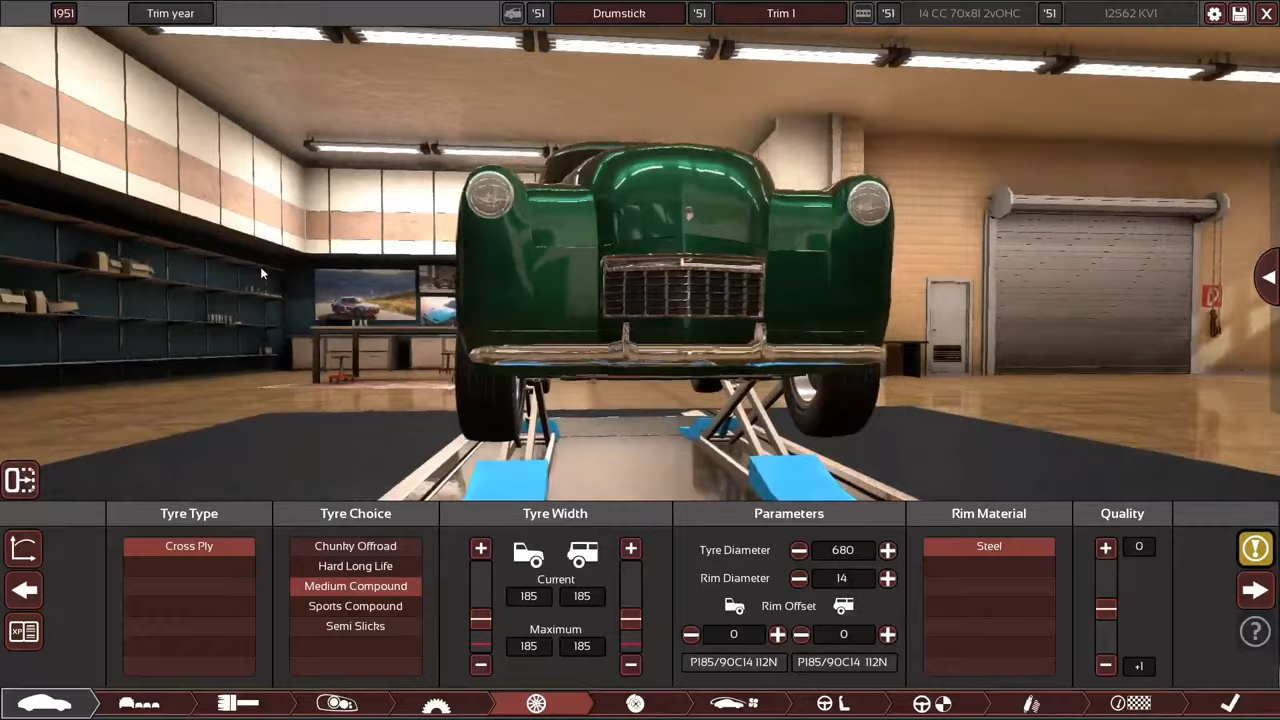 1951 Trim year '51 Drumstick '51 Trim 1 '51 I4 CC 70x81 2vOHC '51 12S62 KV1
Tyre Type Tyre Choice Tyre Width Parameters Rim Material Quality
Cross Ply
Chunky Offroad
Hard Long Life
Medium Compound
Sports Compound
Semi Slicks
Current
185 185
Maximum
185 185
Tyre Diameter 680
Rim Diameter 14
Rim Offset
0 0
P185/90C14 112N P185/90C14 112N
Steel
0
+1
XP